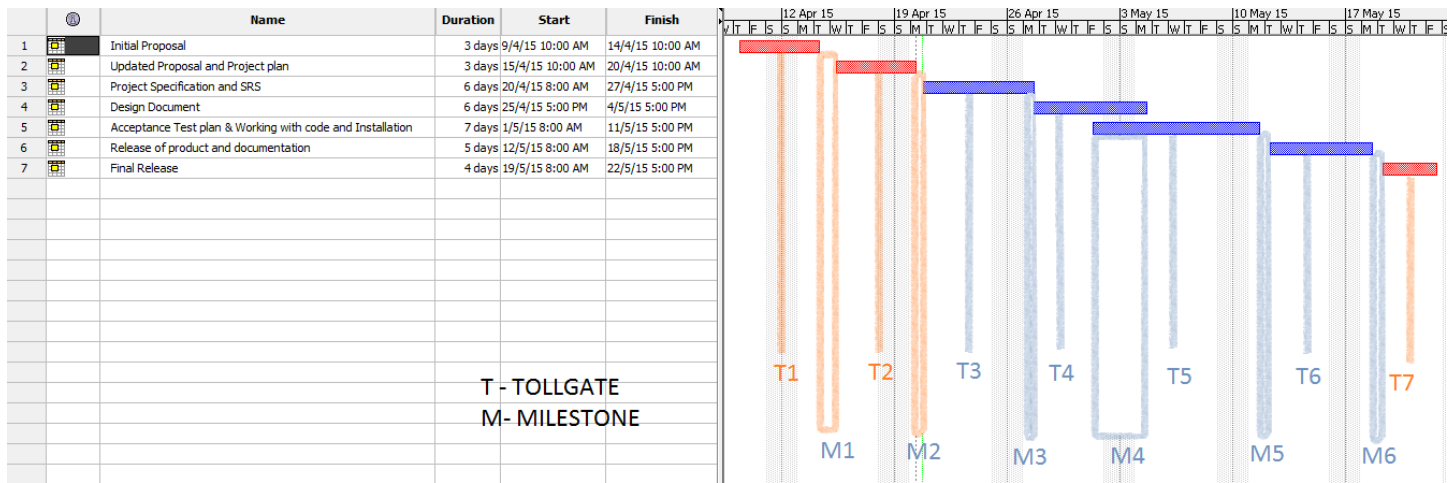 Name Duration Start Finish
1 Initial Proposal 3 days 9/4/15 10:00 AM 14/4/15 10:00 AM
2 Updated Proposal and Project plan 3 days 15/4/15 10:00 AM 20/4/15 10:00 AM
3 Project Specification and SRS 6 days 20/4/15 8:00 AM 27/4/15 5:00 PM
4 Design Document 6 days 25/4/15 5:00 PM 4/5/15 5:00 PM
5 Acceptance Test plan & Working with code and Installation 7 days 1/5/15 8:00 AM 11/5/15 5:00 PM
6 Release of product and documentation 5 days 12/5/15 8:00 AM 18/5/15 5:00 PM
7 Final Release 4 days 19/5/15 8:00 AM 22/5/15 5:00 PM
T - TOLLGATE
M- MILESTONE
12 Apr 15 19 Apr 15 26 Apr 15 3 May 15 10 May 15 17 May 15
T F S S M T W T F S S M T W T F S S M T W T F S S M T W T F S S M T W T F S S M T W T F S
T1 T2 T3 T4 T5 T6 T7
M1 M2 M3 M4 M5 M6